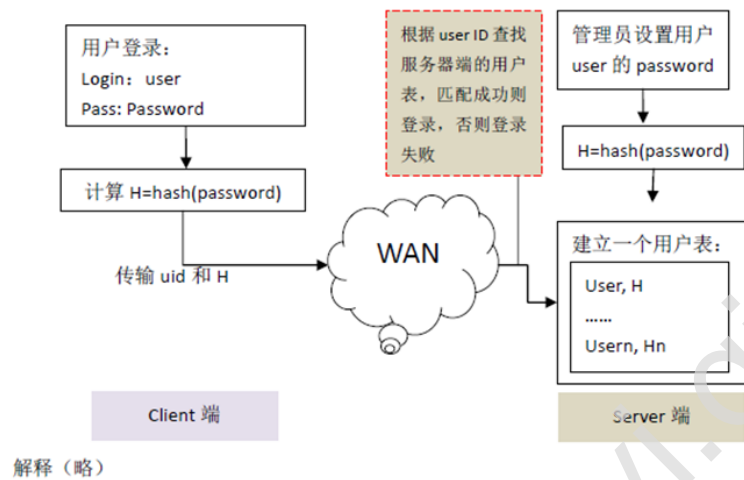 用户登录：
Login：user
Pass: Password
计算 H=hash(password)
传输 uid 和 H
WAN
根据 user ID 查找
服务器端的用户
表，匹配成功则
登录，否则登录
失败
管理员设置用户
user 的 password
H=hash(password)
建立一个用户表：
User, H
......
Usern, Hn
Client 端
Server 端
解释（略）